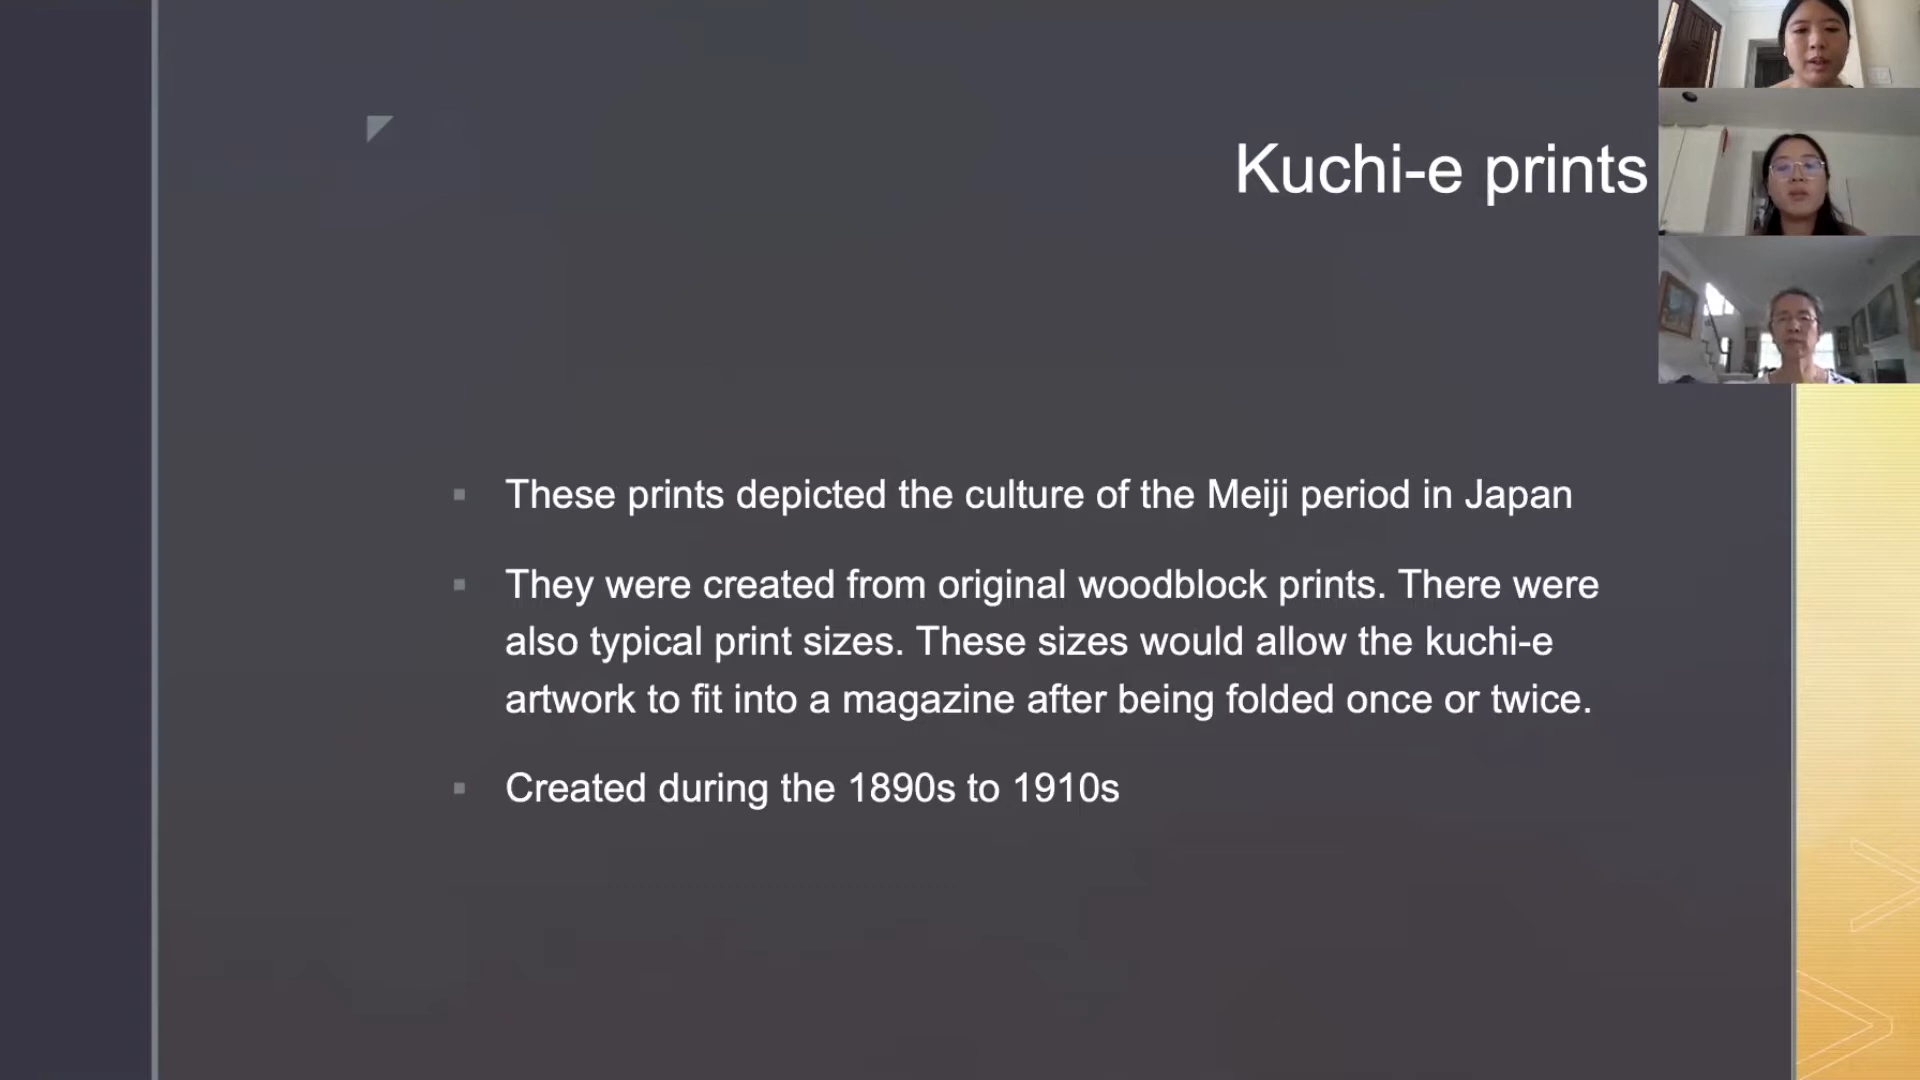 Kuchi-e prints
These prints depicted the culture of the Meiji period in Japan
They were created from original woodblock prints. There were
also typical print sizes. These sizes would allow the kuchi-e
artwork to fit into a magazine after being folded once or twice.
Created during the 1890s to 1910s